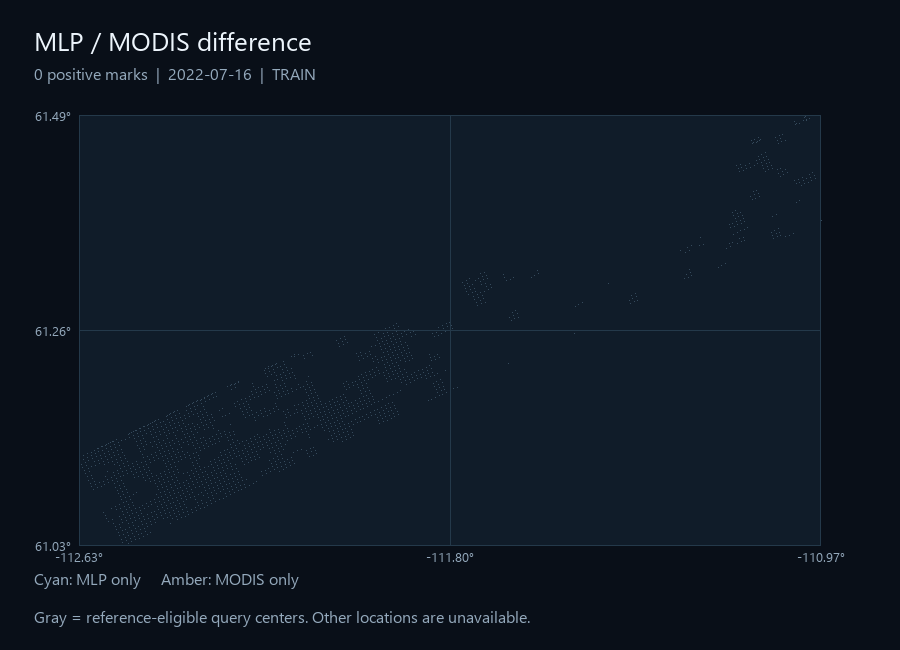 MLP / MODIS difference
0 positive marks | 2022-07-16 | TRAIN
61.49°
61.26°
61.03°
-112.63° -111.80° -110.97°
Cyan: MLP only Amber: MODIS only
Gray = reference-eligible query centers. Other locations are unavailable.